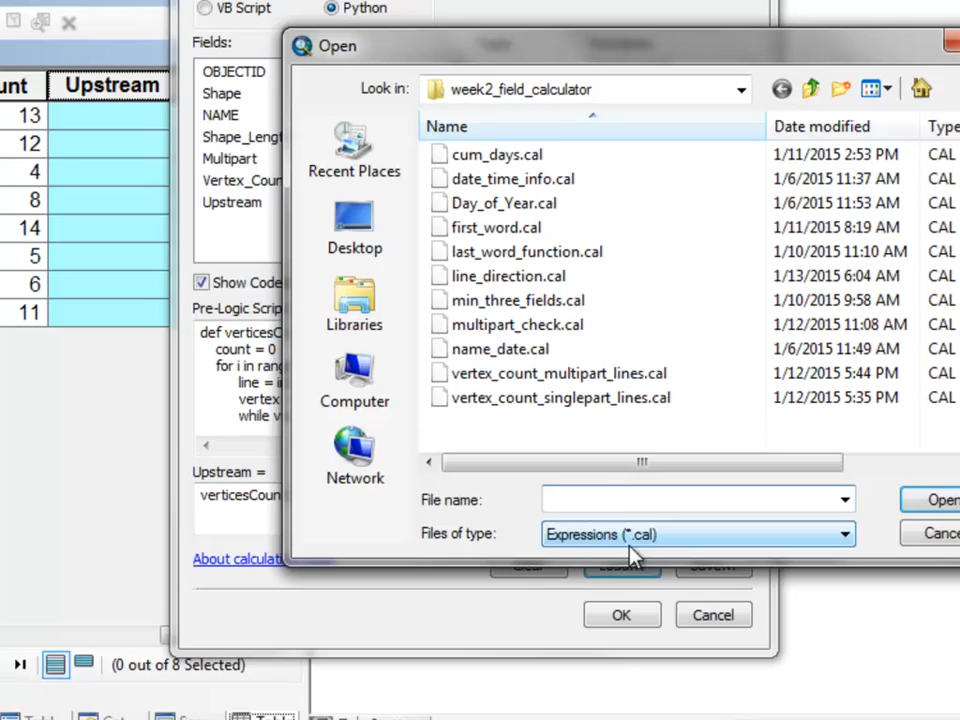 VB Script
Python
Fields:
OBJECTID
Shape
NAME
Shape_Lengt
Multipart
Vertex_Coun
Upstream
Show Code
Pre-Logic Scrip
def verticesC
count = 0
for i in rang
line = i
vertex
while v
Upstream =
verticesCoun
About calculati
Clear
Save...
OK
Cancel
unt
Upstream
13
12
4
8
14
5
6
11
(0 out of 8 Selected)
Open
Look in:
week2_field_calculator
Recent Places
Desktop
Libraries
Computer
Network
Name
Date modified
Type
cum_days.cal
1/11/2015 2:53 PM
CAL
date_time_info.cal
1/6/2015 11:37 AM
CAL
Day_of_Year.cal
1/6/2015 11:53 AM
CAL
first_word.cal
1/11/2015 8:19 AM
CAL
last_word_function.cal
1/10/2015 11:10 AM
CAL
line_direction.cal
1/13/2015 6:04 AM
CAL
min_three_fields.cal
1/10/2015 9:58 AM
CAL
multipart_check.cal
1/12/2015 11:08 AM
CAL
name_date.cal
1/6/2015 11:49 AM
CAL
vertex_count_multipart_lines.cal
1/12/2015 5:44 PM
CAL
vertex_count_singlepart_lines.cal
1/12/2015 5:35 PM
CAL
File name:
Open
Files of type:
Expressions (*.cal)
Cance